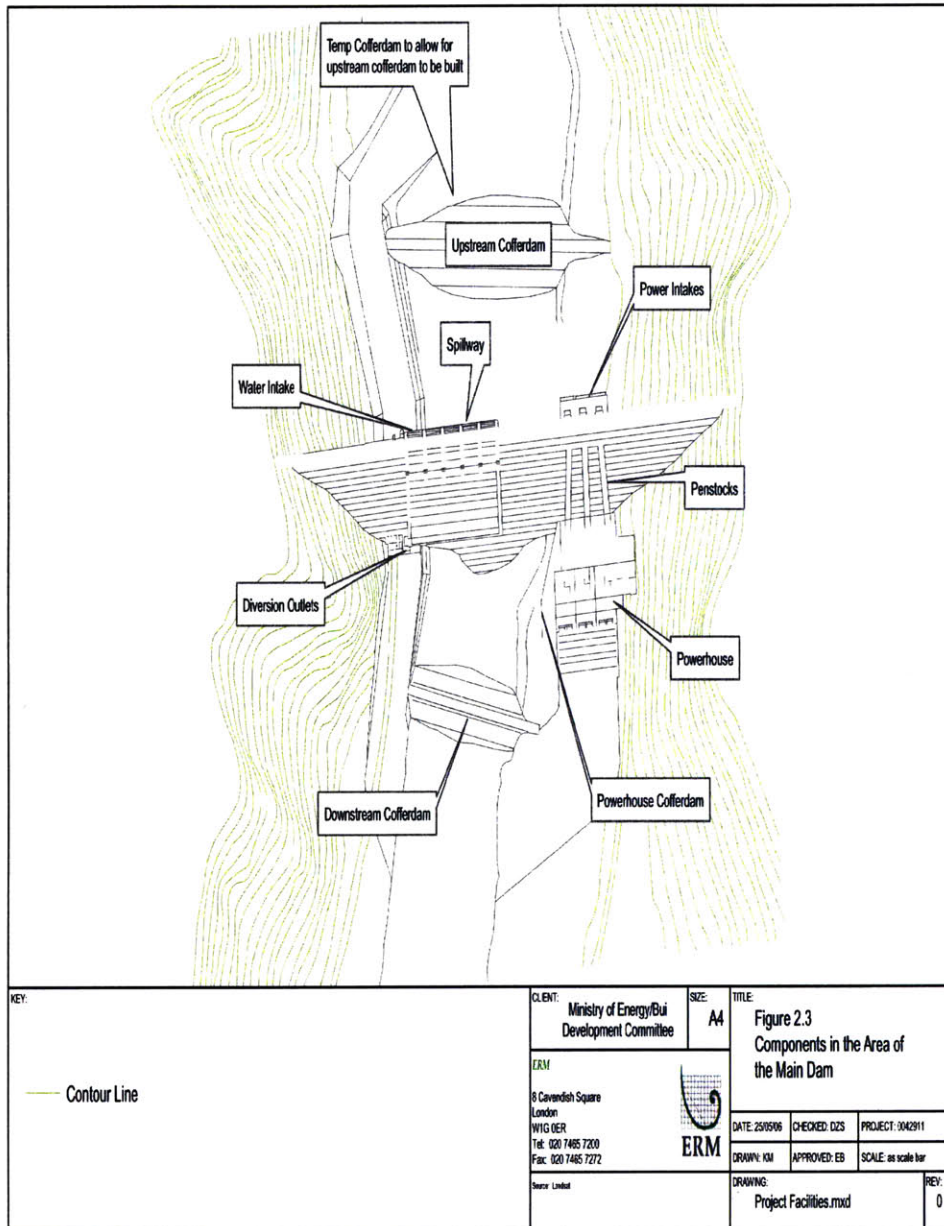 Temp Cofferdam to allow for
upstream cofferdam to be built
Upstream Cofferdam
Power Intakes
Spillway
Water Intake
Penstocks
Diversion Outlets
Powerhouse
Powerhouse Cofferdam
Downstream Cofferdam
KEY:
Contour Line
CLIENT:
Ministry of Energy/Bui
Development Committee
SIZE:
A4
TITLE:
Figure 2.3
Components in the Area of
the Main Dam
ERM
8 Cavendish Square
London
W1G 0ER
Tel: 020 7465 7200
Fax: 020 7465 7272
ERM
DATE: 25/05/06
CHECKED: DZS
PROJECT: 0042911
DRAWN: KM
APPROVED: EB
SCALE: as scale bar
Source: Landsat
DRAWING:
Project Facilities.mxd
REV:
0